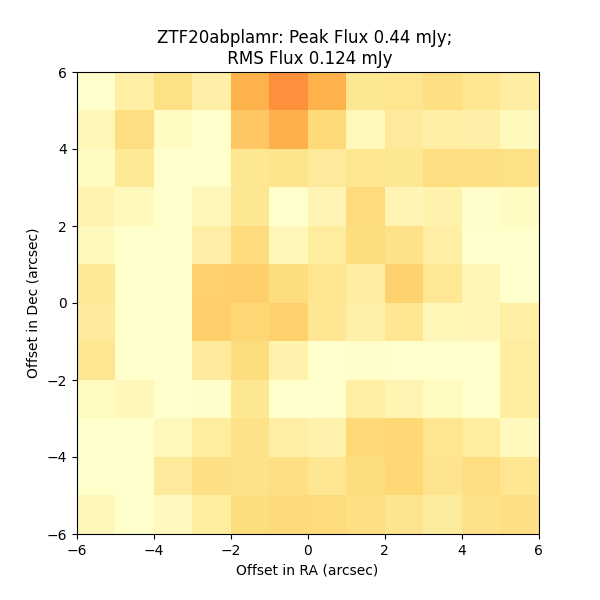 ZTF20abplamr: Peak Flux 0.44 mJy;
RMS Flux 0.124 mJy
6
4
2
0
−2
−4
−6
Offset in Dec (arcsec)
−6 −4 −2 0 2 4 6
Offset in RA (arcsec)